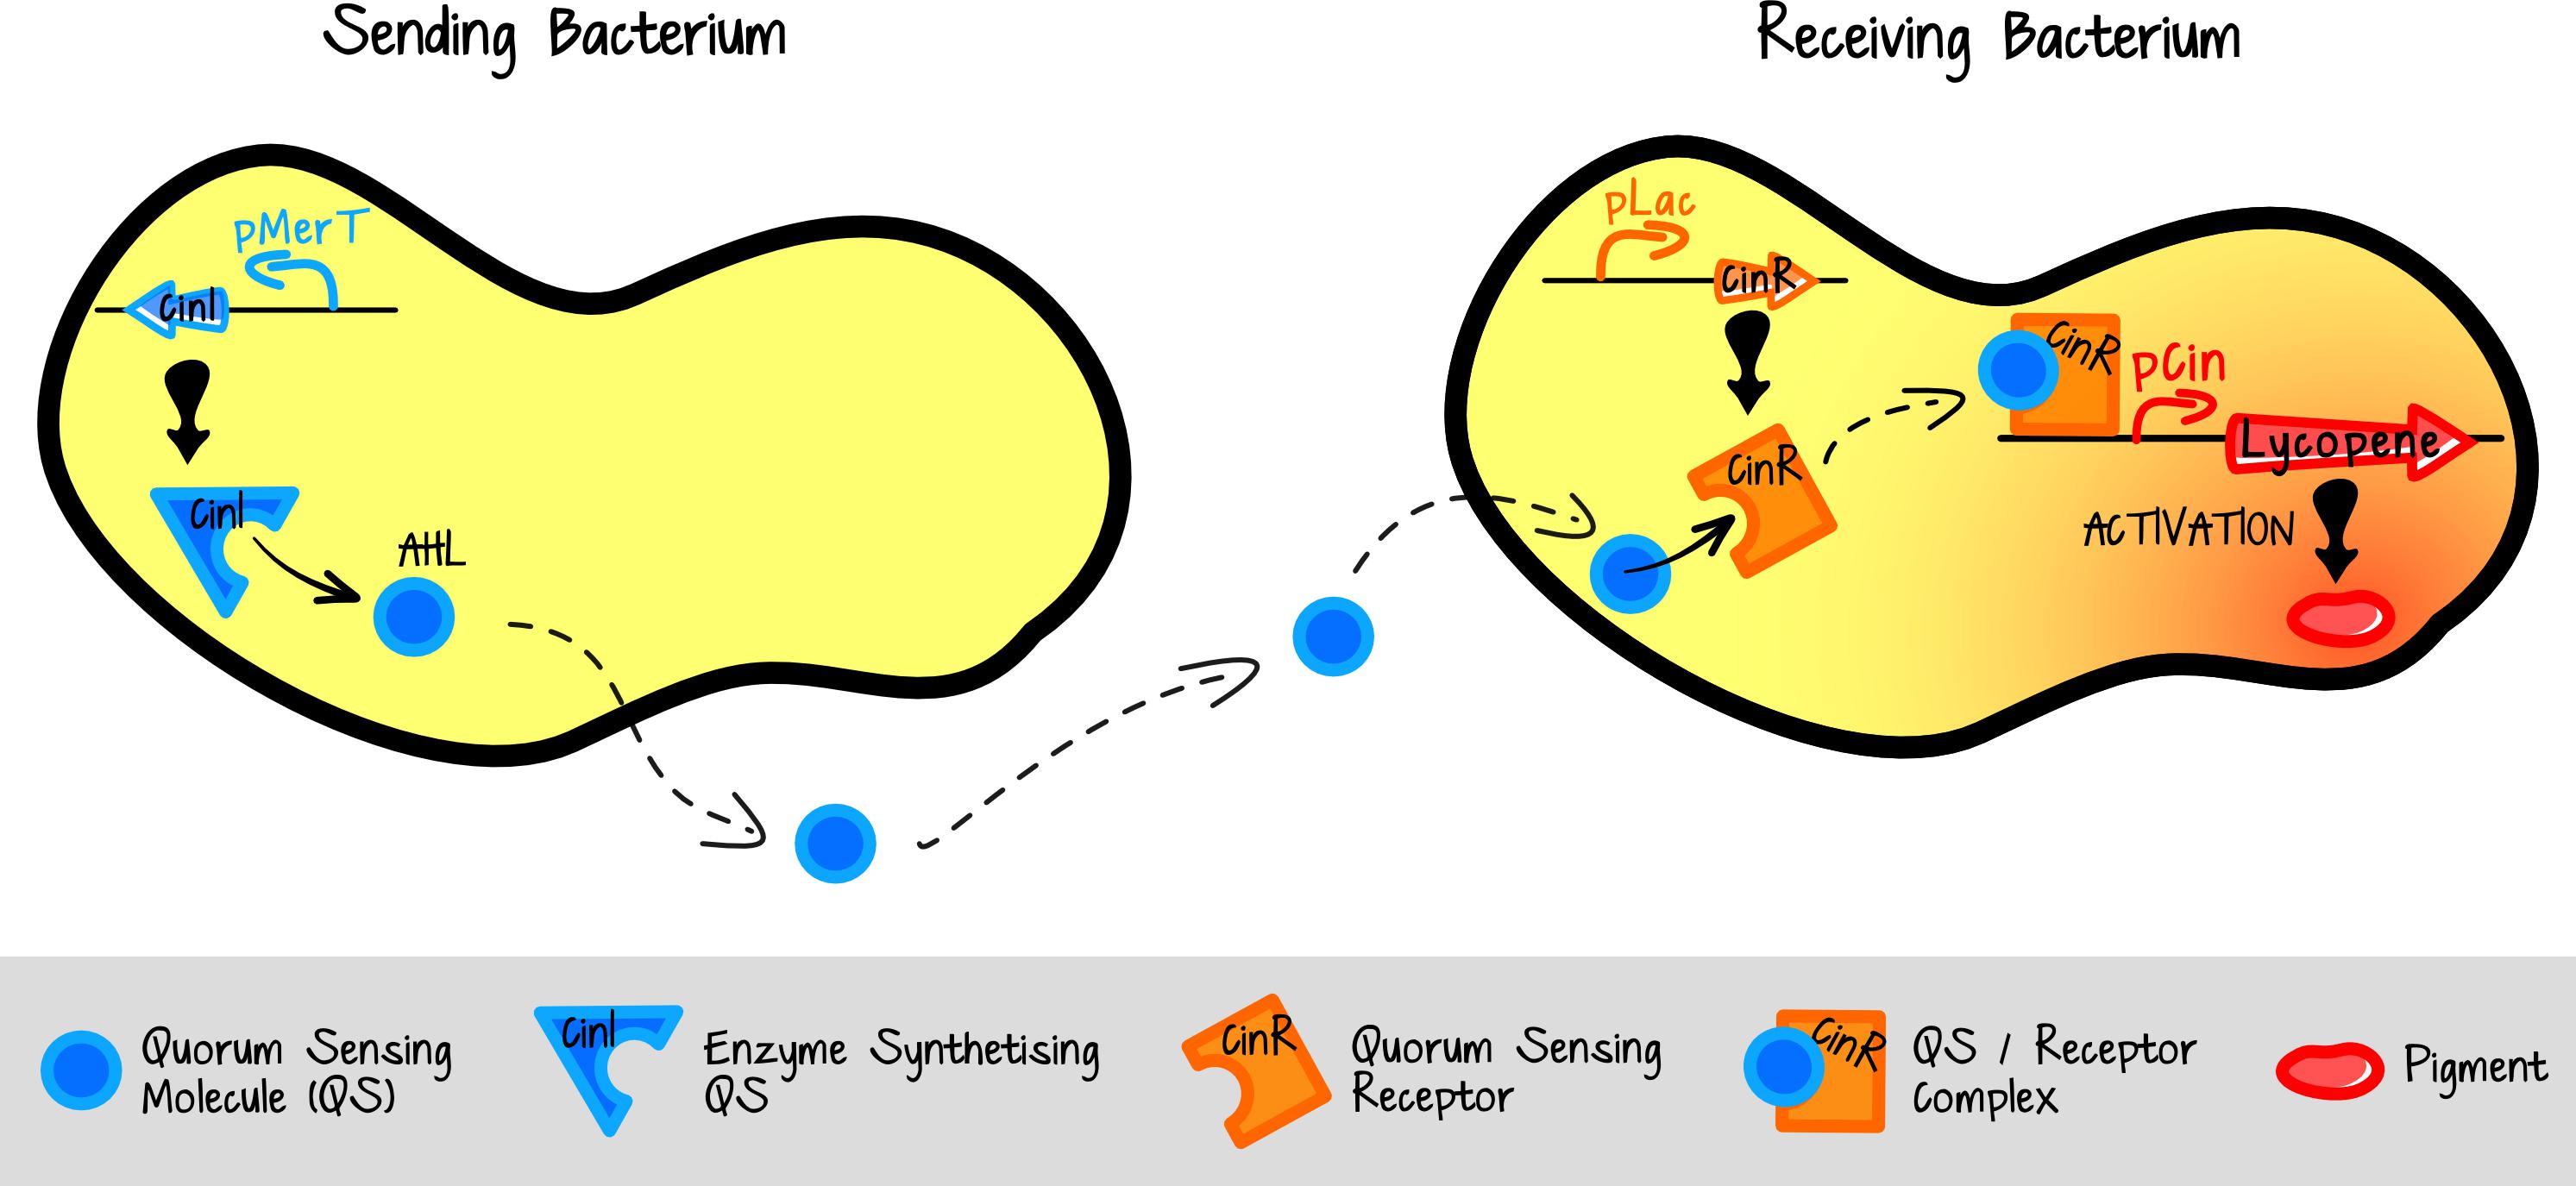 Sending Bacterium
Receiving Bacterium
pMerT
CinI
CinI
AHL
pLac
CinR
CinR
CinR
pCin
Lycopene
ACTIVATION
Quorum Sensing
Molecule (QS)
CinI
Enzyme Synthetising
QS
CinR
Quorum Sensing
Receptor
CinR
QS / Receptor
Complex
Pigment